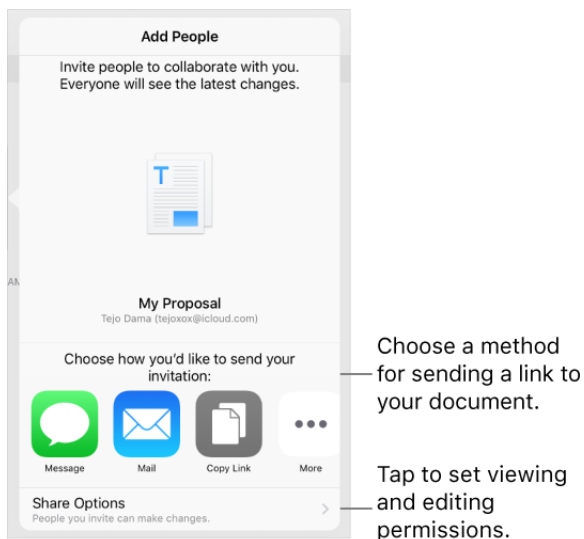 Add People
Invite people to collaborate with you.
Everyone will see the latest changes.
T
AM
My Proposal
Tejo Dama (tejoxox@icloud.com)
Choose how you'd like to send your
invitation:
Message Mail Copy Link More
Share Options
People you invite can make changes.
Choose a method
for sending a link to
your document.
Tap to set viewing
and editing
permissions.